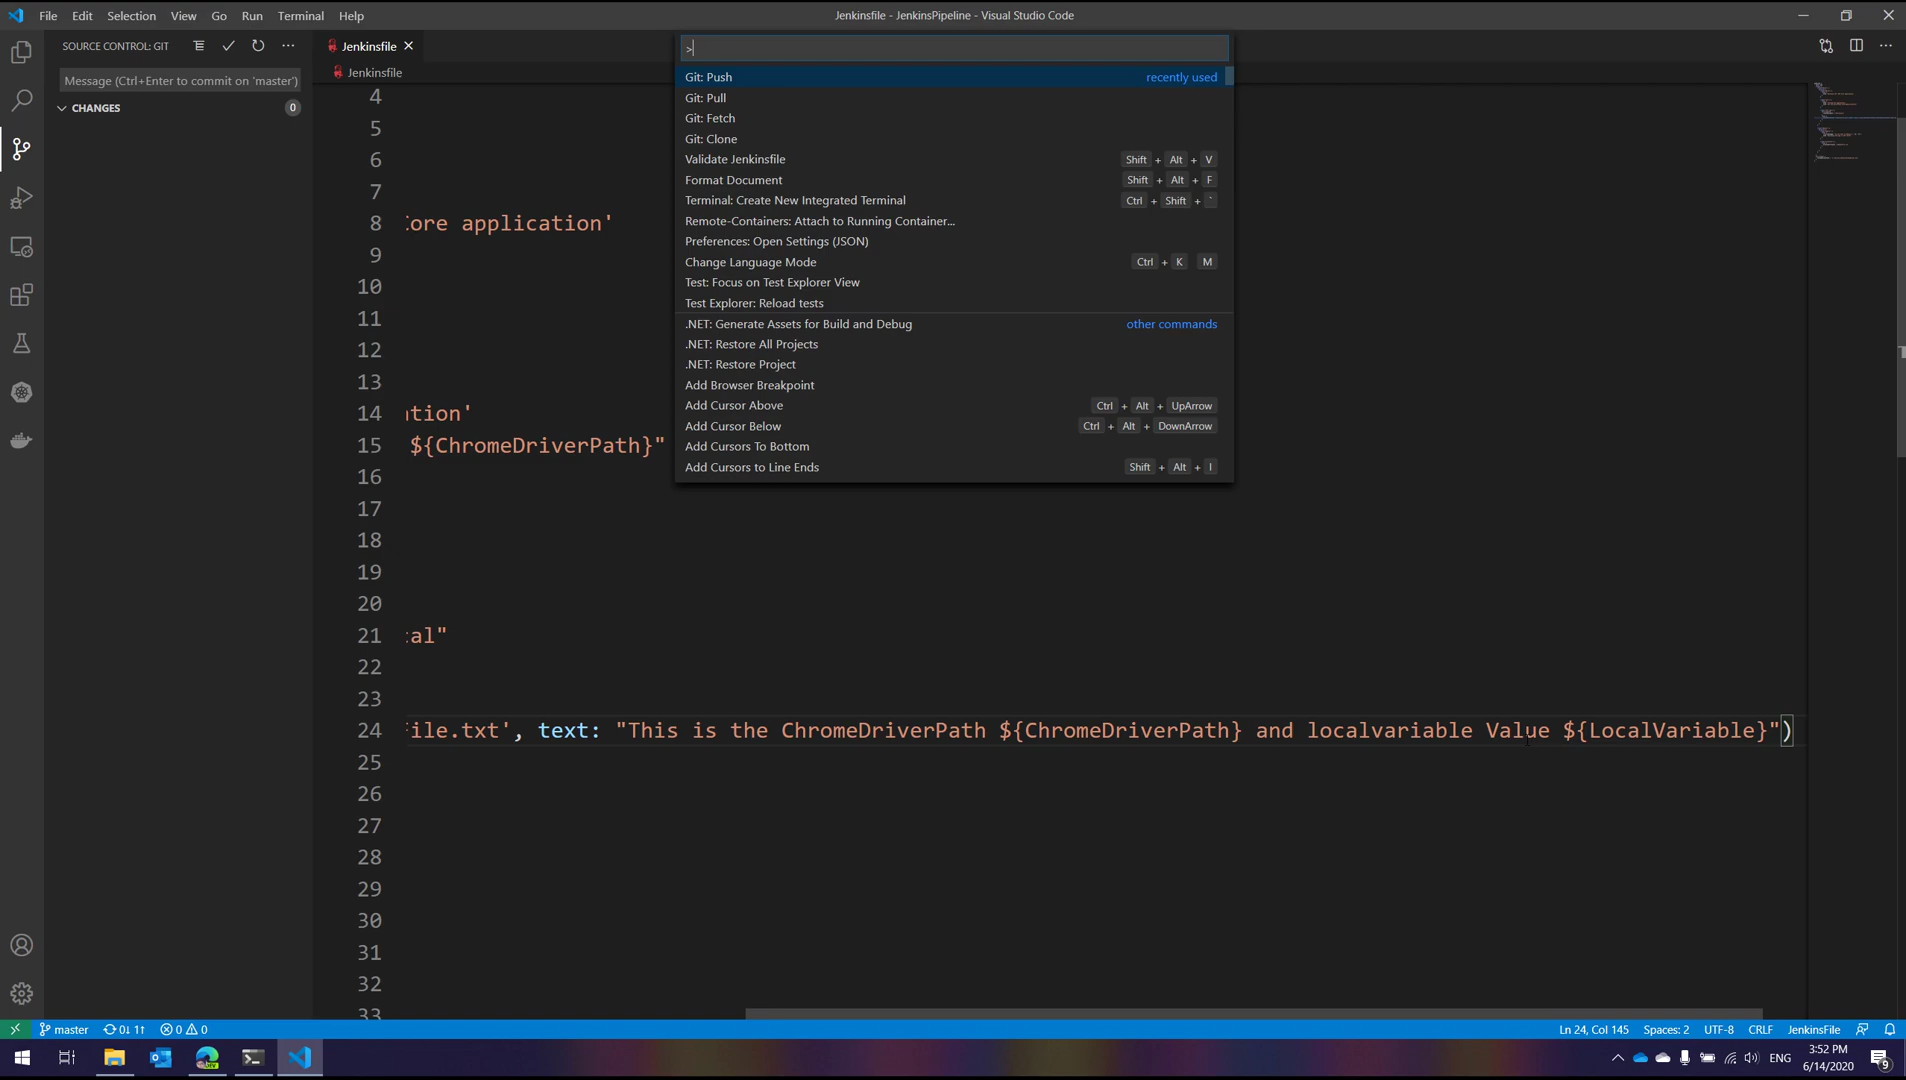 File Edit Selection View Go Run Terminal Help
Jenkinsfile - JenkinsPipeline - Visual Studio Code
SOURCE CONTROL: GIT
Jenkinsfile
Message (Ctrl+Enter to commit on 'master')
CHANGES 0
Jenkinsfile
>
Git: Push recently used
Git: Pull
Git: Fetch
Git: Clone
Validate Jenkinsfile Shift + Alt + V
Format Document Shift + Alt + F
Terminal: Create New Integrated Terminal Ctrl + Shift + `
Remote-Containers: Attach to Running Container...
Preferences: Open Settings (JSON)
Change Language Mode Ctrl + K M
Test: Focus on Test Explorer View
Test Explorer: Reload tests
.NET: Generate Assets for Build and Debug other commands
.NET: Restore All Projects
.NET: Restore Project
Add Browser Breakpoint
Add Cursor Above Ctrl + Alt + UpArrow
Add Cursor Below Ctrl + Alt + DownArrow
Add Cursors To Bottom
Add Cursors to Line Ends Shift + Alt + I
4
5
6
7
8 ore application'
9
10
11
12
13
14 tion'
15 ${ChromeDriverPath}"
16
17
18
19
20
21 al"
22
23
24 ile.txt', text: "This is the ChromeDriverPath ${ChromeDriverPath} and localvariable Value ${LocalVariable}")
25
26
27
28
29
30
31
32
33
master 0↓ 1↑ 0 0
Ln 24, Col 145 Spaces: 2 UTF-8 CRLF JenkinsFile
DEV
ENG
3:52 PM
6/14/2020
9